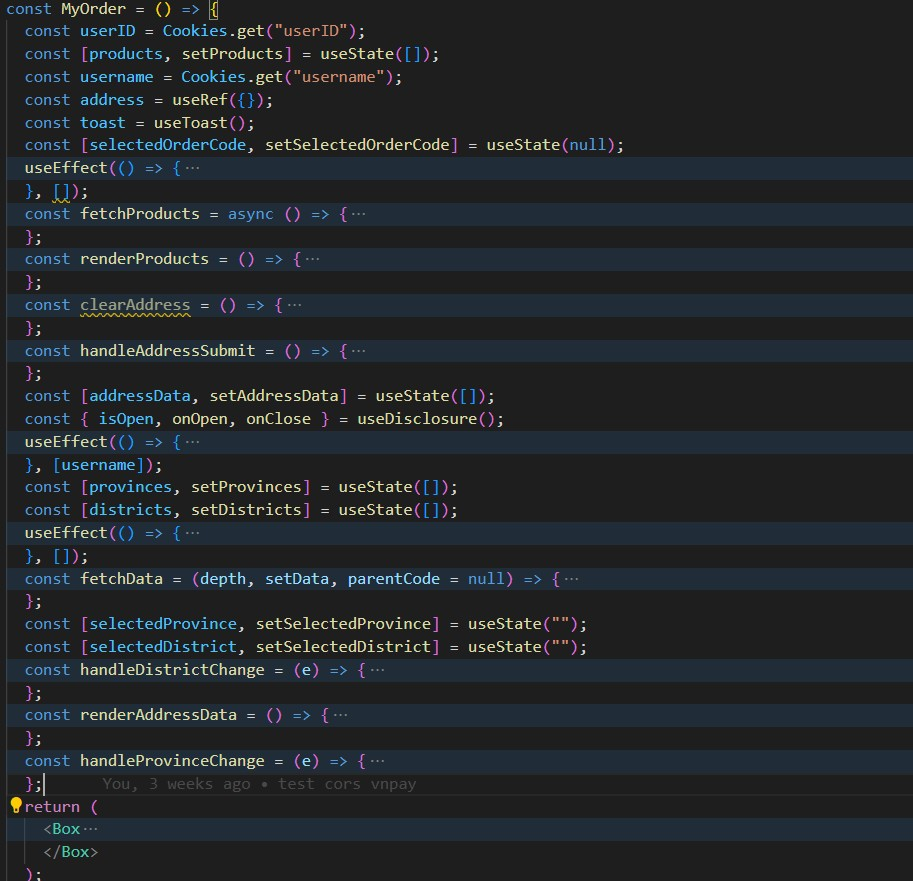 const MyOrder = () => {
const userID = Cookies.get("userID");
const [products, setProducts] = useState([]);
const username = Cookies.get("username");
const address = useRef({});
const toast = useToast();
const [selectedOrderCode, setSelectedOrderCode] = useState(null);
useEffect(() => {···
}, []);
const fetchProducts = async () => {···
};
const renderProducts = () => {···
};
const clearAddress = () => {···
};
const handleAddressSubmit = () => {···
};
const [addressData, setAddressData] = useState([]);
const { isOpen, onOpen, onClose } = useDisclosure();
useEffect(() => {···
}, [username]);
const [provinces, setProvinces] = useState([]);
const [districts, setDistricts] = useState([]);
useEffect(() => {···
}, []);
const fetchData = (depth, setData, parentCode = null) => {···
};
const [selectedProvince, setSelectedProvince] = useState("");
const [selectedDistrict, setSelectedDistrict] = useState("");
const handleDistrictChange = (e) => {···
};
const renderAddressData = () => {···
};
const handleProvinceChange = (e) => {···
}; You, 3 weeks ago • test cors vnpay
return (
<Box···
</Box>
);